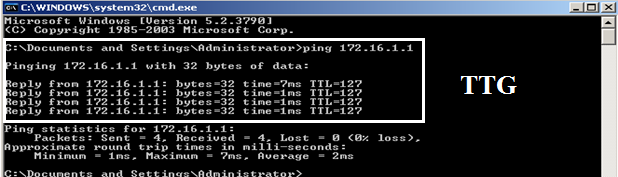 C:\WINDOWS\system32\cmd.exe
Microsoft Windows [Version 5.2.3790]
(C) Copyright 1985-2003 Microsoft Corp.
C:\Documents and Settings\Administrator>ping 172.16.1.1
Pinging 172.16.1.1 with 32 bytes of data:
Reply from 172.16.1.1: bytes=32 time=7ms TTL=127
Reply from 172.16.1.1: bytes=32 time=1ms TTL=127
Reply from 172.16.1.1: bytes=32 time=1ms TTL=127
Reply from 172.16.1.1: bytes=32 time=1ms TTL=127
TTG
Ping statistics for 172.16.1.1:
Packets: Sent = 4, Received = 4, Lost = 0 (0% loss),
Approximate round trip times in milli-seconds:
Minimum = 1ms, Maximum = 7ms, Average = 2ms
C:\Documents and Settings\Administrator>